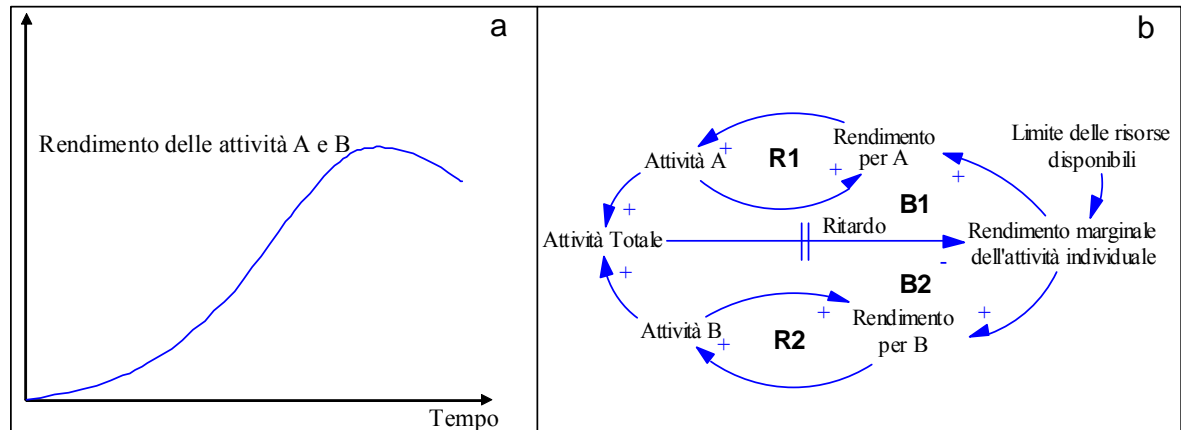 a
Rendimento delle attività A e B
Tempo
b
Rendimento
per A
Limite delle risorse
disponibili
Attività A
R1
+
+
+
B1
+
Attività Totale
Ritardo
Rendimento marginale
dell'attività individuale
-
+
B2
+
Attività B
+
Rendimento
per B
R2
+